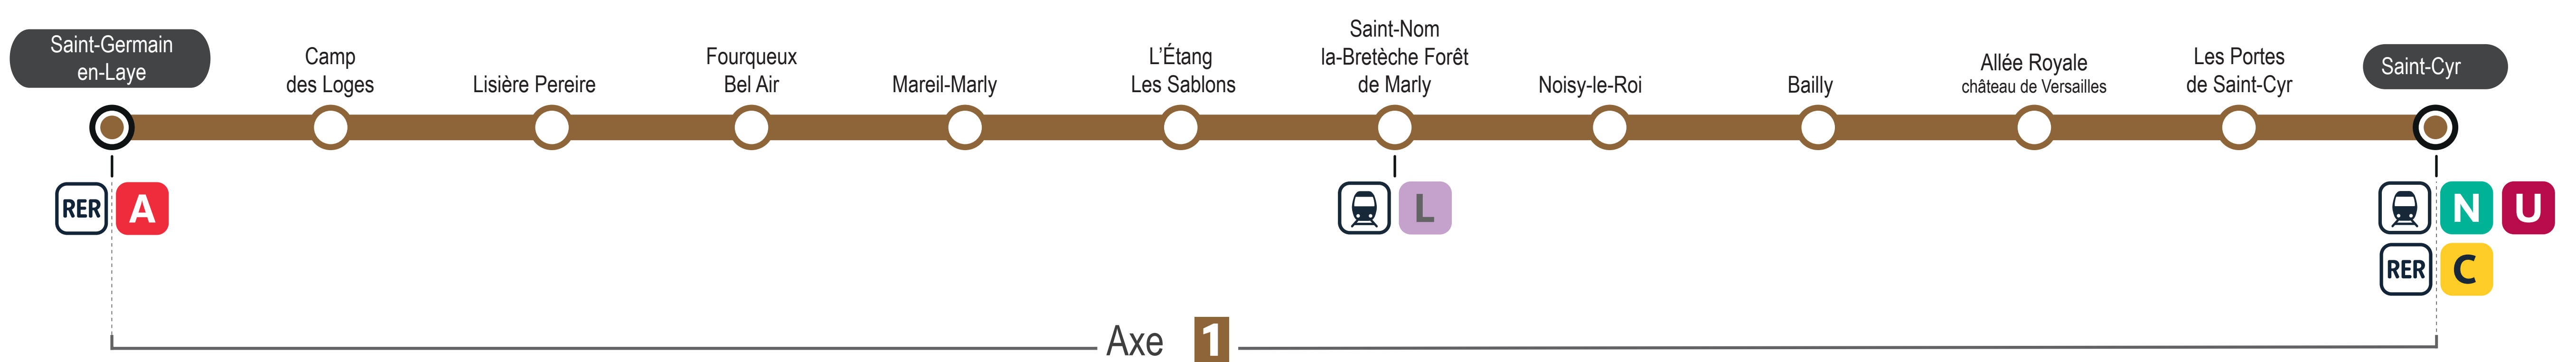 Saint-Germain
en-Laye
Camp
des Loges
Lisière Pereire
Fourqueux
Bel Air
Mareil-Marly
L’Étang
Les Sablons
Saint-Nom
la-Bretèche Forêt
de Marly
Noisy-le-Roi
Bailly
Allée Royale
château de Versailles
Les Portes
de Saint-Cyr
Saint-Cyr
RER A
L
N U
RER C
Axe 1